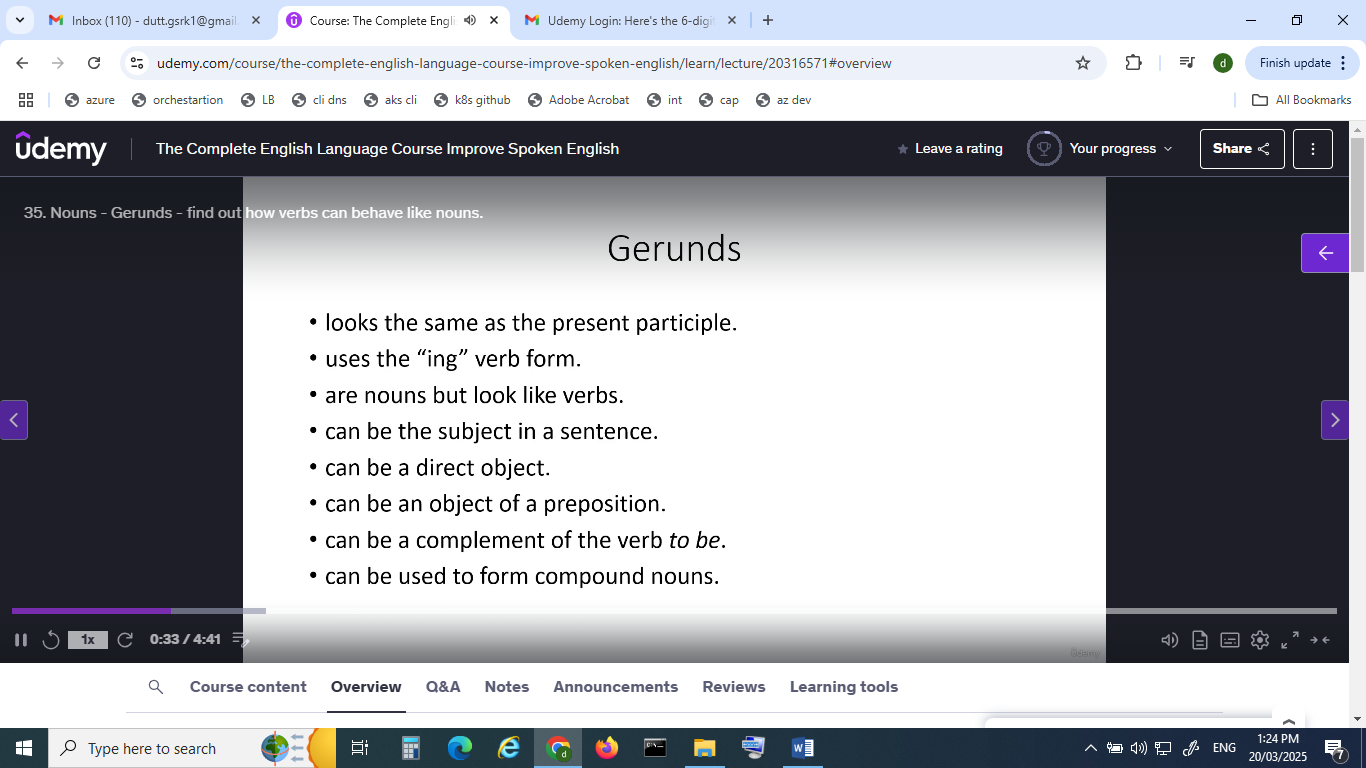 Inbox (110) - dutt.gsrk1@gmail
Course: The Complete Engli
Udemy Login: Here's the 6-digi
udemy.com/course/the-complete-english-language-course-improve-spoken-english/learn/lecture/20316571#overview
d
Finish update
azure
orchestartion
LB
cli dns
aks cli
k8s github
Adobe Acrobat
int
cap
az dev
All Bookmarks
udemy
The Complete English Language Course Improve Spoken English
Leave a rating
Your progress
Share
35. Nouns - Gerunds - find out how verbs can behave like nouns.
Gerunds
• looks the same as the present participle.
• uses the “ing” verb form.
• are nouns but look like verbs.
• can be the subject in a sentence.
• can be a direct object.
• can be an object of a preposition.
• can be a complement of the verb to be.
• can be used to form compound nouns.
1x
0:33 / 4:41
udemy
Course content
Overview
Q&A
Notes
Announcements
Reviews
Learning tools
Type here to search
ENG
1:24 PM
20/03/2025
7